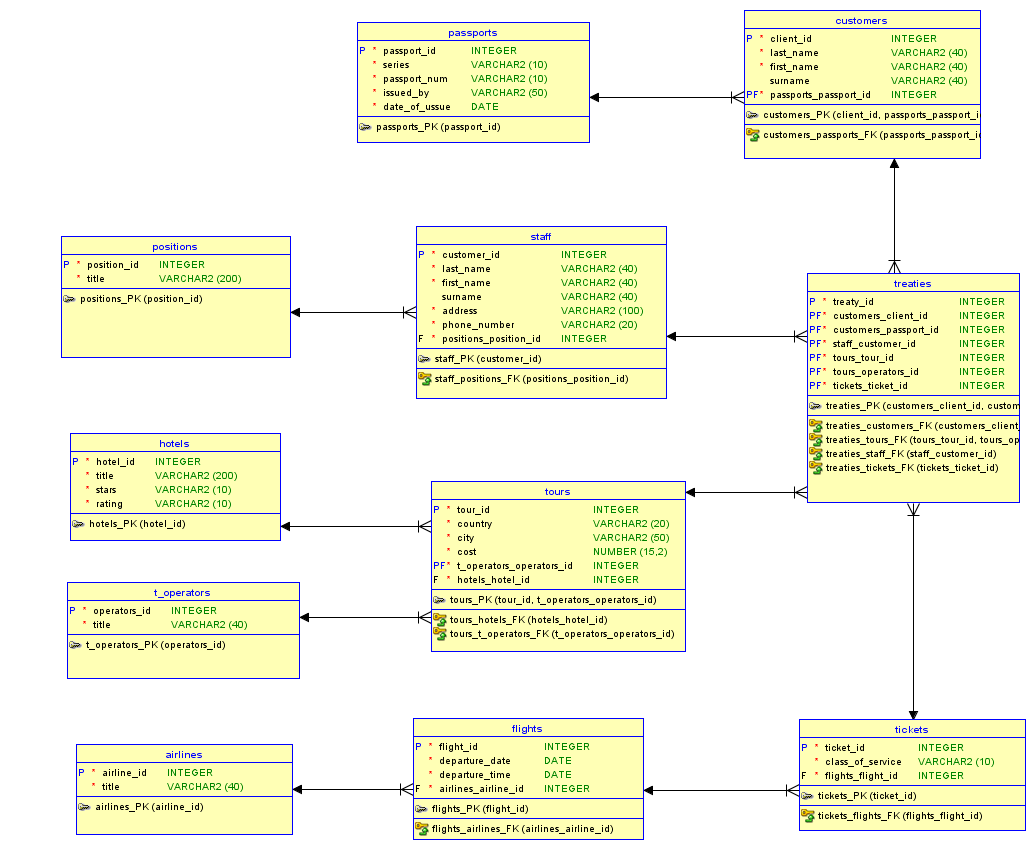 passports
P * passport_id INTEGER
* series VARCHAR2 (10)
* passport_num VARCHAR2 (10)
* issued_by VARCHAR2 (50)
* date_of_ussue DATE
passports_PK (passport_id)
customers
P * client_id INTEGER
* last_name VARCHAR2 (40)
* first_name VARCHAR2 (40)
surname VARCHAR2 (40)
PF* passports_passport_id INTEGER
customers_PK (client_id, passports_passport_i
customers_passports_FK (passports_passport_i
positions
P * position_id INTEGER
* title VARCHAR2 (200)
positions_PK (position_id)
staff
P * customer_id INTEGER
* last_name VARCHAR2 (40)
* first_name VARCHAR2 (40)
surname VARCHAR2 (40)
* address VARCHAR2 (100)
* phone_number VARCHAR2 (20)
F * positions_position_id INTEGER
staff_PK (customer_id)
staff_positions_FK (positions_position_id)
treaties
P * treaty_id INTEGER
PF* customers_client_id INTEGER
PF* customers_passport_id INTEGER
PF* staff_customer_id INTEGER
PF* tours_tour_id INTEGER
PF* tours_operators_id INTEGER
PF* tickets_ticket_id INTEGER
treaties_PK (customers_client_id, custom
treaties_customers_FK (customers_client
treaties_tours_FK (tours_tour_id, tours_op
treaties_staff_FK (staff_customer_id)
treaties_tickets_FK (tickets_ticket_id)
hotels
P * hotel_id INTEGER
* title VARCHAR2 (200)
* stars VARCHAR2 (10)
* rating VARCHAR2 (10)
hotels_PK (hotel_id)
tours
P * tour_id INTEGER
* country VARCHAR2 (20)
* city VARCHAR2 (50)
* cost NUMBER (15,2)
PF* t_operators_operators_id INTEGER
F * hotels_hotel_id INTEGER
tours_PK (tour_id, t_operators_operators_id)
tours_hotels_FK (hotels_hotel_id)
tours_t_operators_FK (t_operators_operators_id)
t_operators
P * operators_id INTEGER
* title VARCHAR2 (40)
t_operators_PK (operators_id)
airlines
P * airline_id INTEGER
* title VARCHAR2 (40)
airlines_PK (airline_id)
flights
P * flight_id INTEGER
* departure_date DATE
* departure_time DATE
F * airlines_airline_id INTEGER
flights_PK (flight_id)
flights_airlines_FK (airlines_airline_id)
tickets
P * ticket_id INTEGER
* class_of_service VARCHAR2 (10)
F * flights_flight_id INTEGER
tickets_PK (ticket_id)
tickets_flights_FK (flights_flight_id)